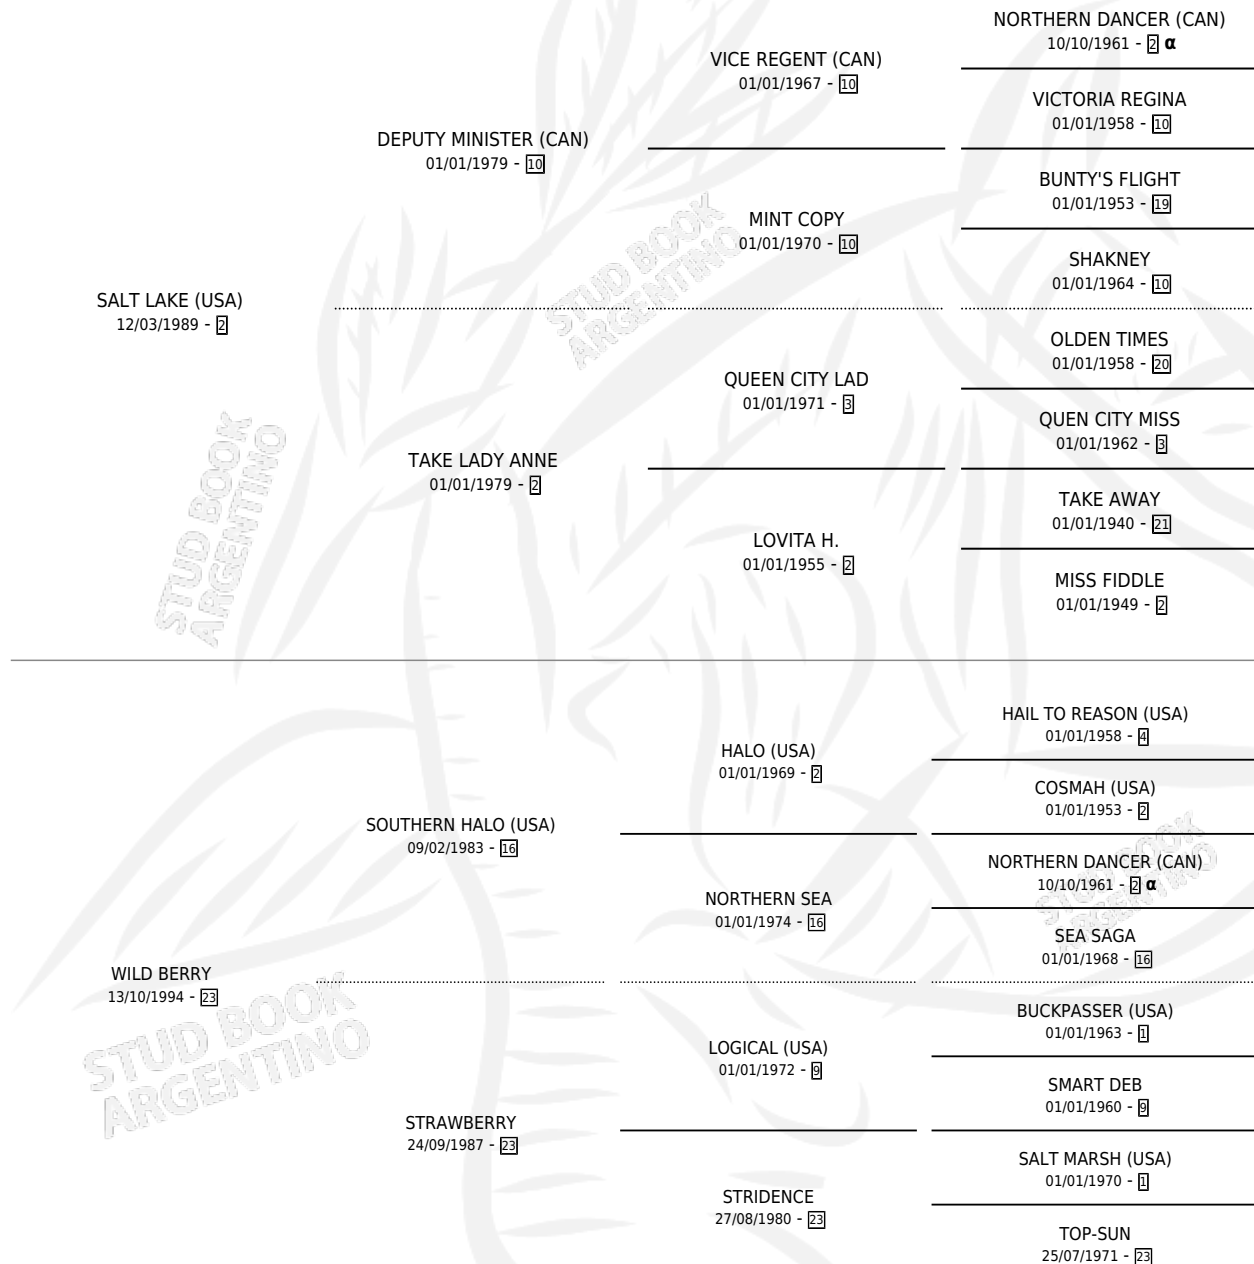 NORTHERN DANCER (CAN)
10/10/1961 - 2 α
VICE REGENT (CAN)
01/01/1967 - 10
VICTORIA REGINA
01/01/1958 - 10
DEPUTY MINISTER (CAN)
01/01/1979 - 10
BUNTY'S FLIGHT
01/01/1953 - 19
MINT COPY
01/01/1970 - 10
SHAKNEY
01/01/1964 - 10
SALT LAKE (USA)
12/03/1989 - 2
STUD BOOK
ARGENTINO
OLDEN TIMES
01/01/1958 - 20
QUEEN CITY LAD
01/01/1971 - 3
QUEN CITY MISS
01/01/1962 - 3
TAKE LADY ANNE
01/01/1979 - 2
STUD BOOK
ARGENTINO
TAKE AWAY
01/01/1940 - 21
LOVITA H.
01/01/1955 - 2
MISS FIDDLE
01/01/1949 - 2
HAIL TO REASON (USA)
01/01/1958 - 4
HALO (USA)
01/01/1969 - 2
COSMAH (USA)
01/01/1953 - 2
SOUTHERN HALO (USA)
09/02/1983 - 16
STUD BOOK
ARGENTINO
NORTHERN DANCER (CAN)
10/10/1961 - 2 α
NORTHERN SEA
01/01/1974 - 16
SEA SAGA
01/01/1968 - 16
WILD BERRY
13/10/1994 - 23
STUD BOOK
ARGENTINO
BUCKPASSER (USA)
01/01/1963 - 1
LOGICAL (USA)
01/01/1972 - 9
SMART DEB
01/01/1960 - 9
STRAWBERRY
24/09/1987 - 23
SALT MARSH (USA)
01/01/1970 - 1
STRIDENCE
27/08/1980 - 23
TOP-SUN
25/07/1971 - 23